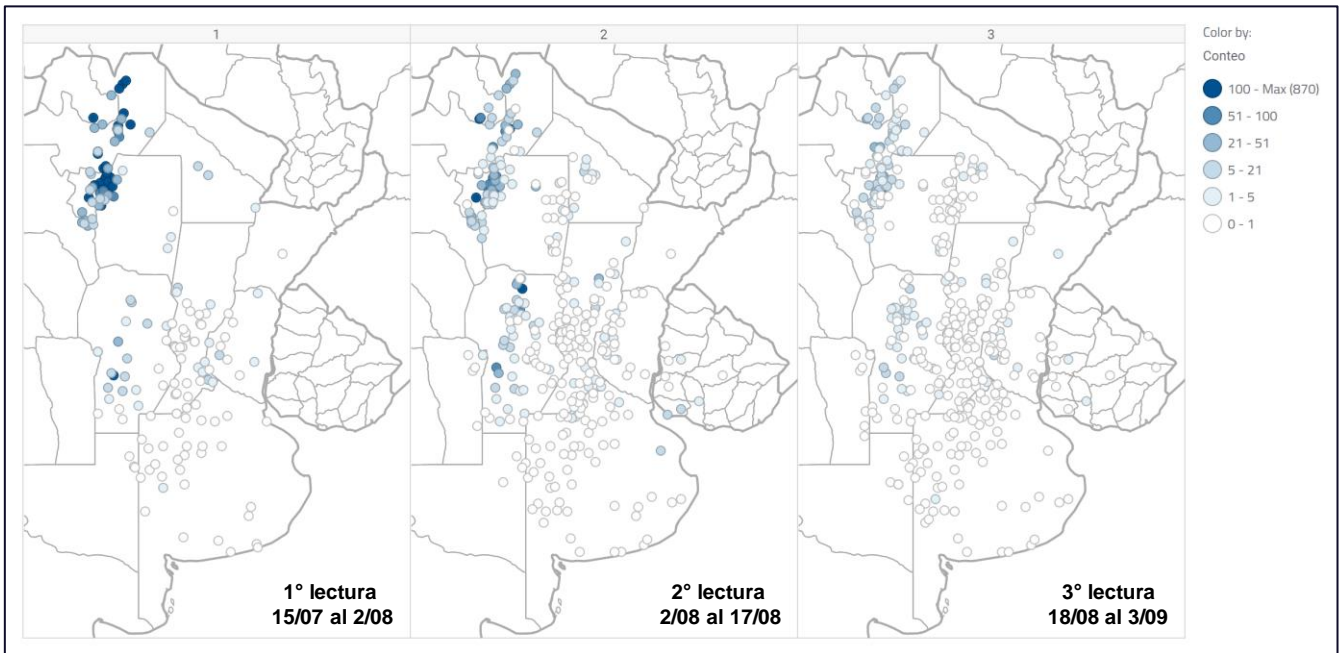 1
2
3
Color by:
Conteo
100 - Max (870)
51 - 100
21 - 51
5 - 21
1 - 5
0 - 1
1° lectura
15/07 al 2/08
2° lectura
2/08 al 17/08
3° lectura
18/08 al 3/09